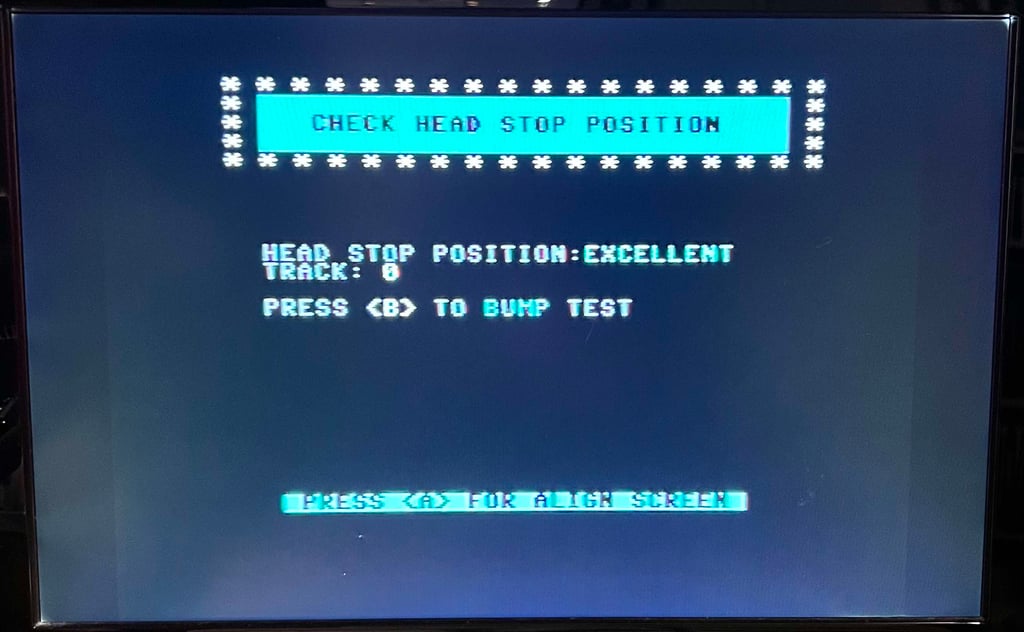 * * * * * * * * * * * * * * * * * *
* CHECK HEAD STOP POSITION *
* * * * * * * * * * * * * * * * * *
HEAD STOP POSITION:EXCELLENT
TRACK: 0
PRESS <B> TO BUMP TEST
PRESS <A> FOR ALIGN SCREEN